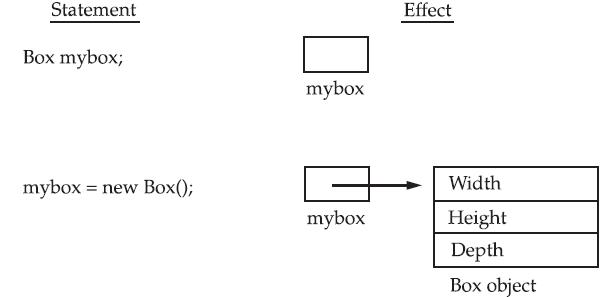 Statement Effect
Box mybox;
mybox
mybox = new Box();
Width
Height
Depth
mybox
Box object